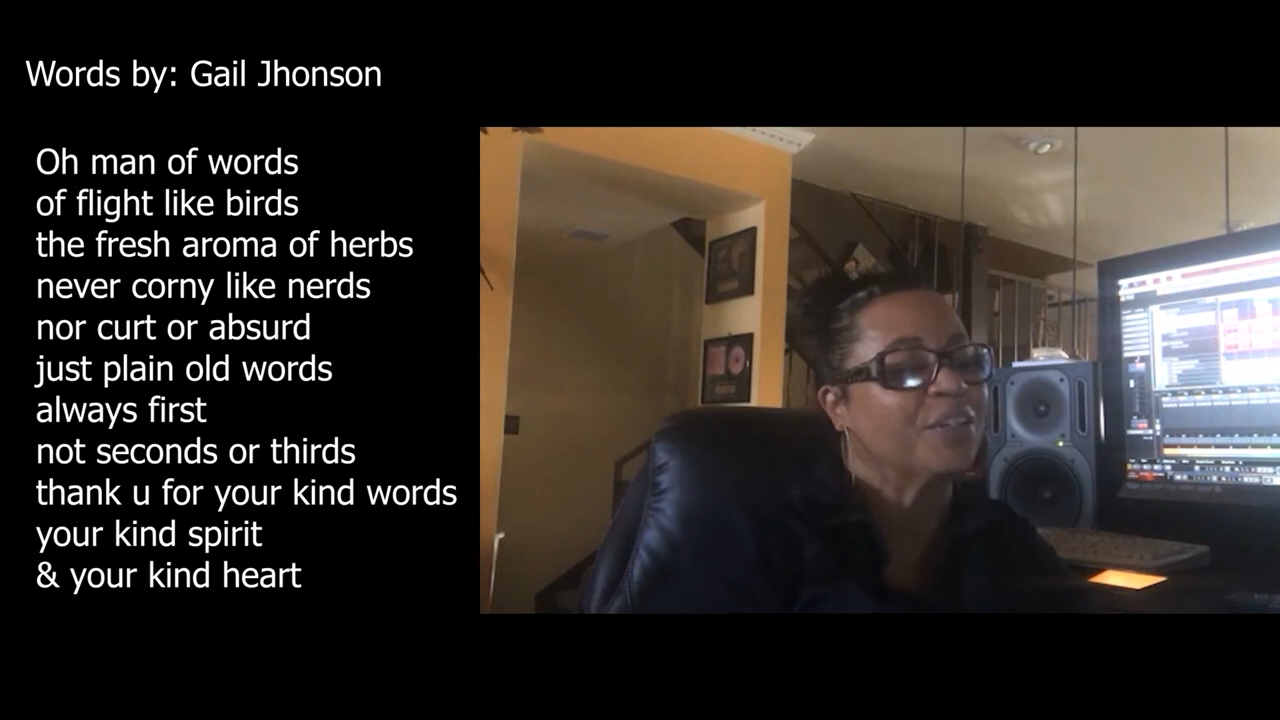 Words by: Gail Jhonson
Oh man of words
of flight like birds
the fresh aroma of herbs
never corny like nerds
nor curt or absurd
just plain old words
always first
not seconds or thirds
thank u for your kind words
your kind spirit
& your kind heart